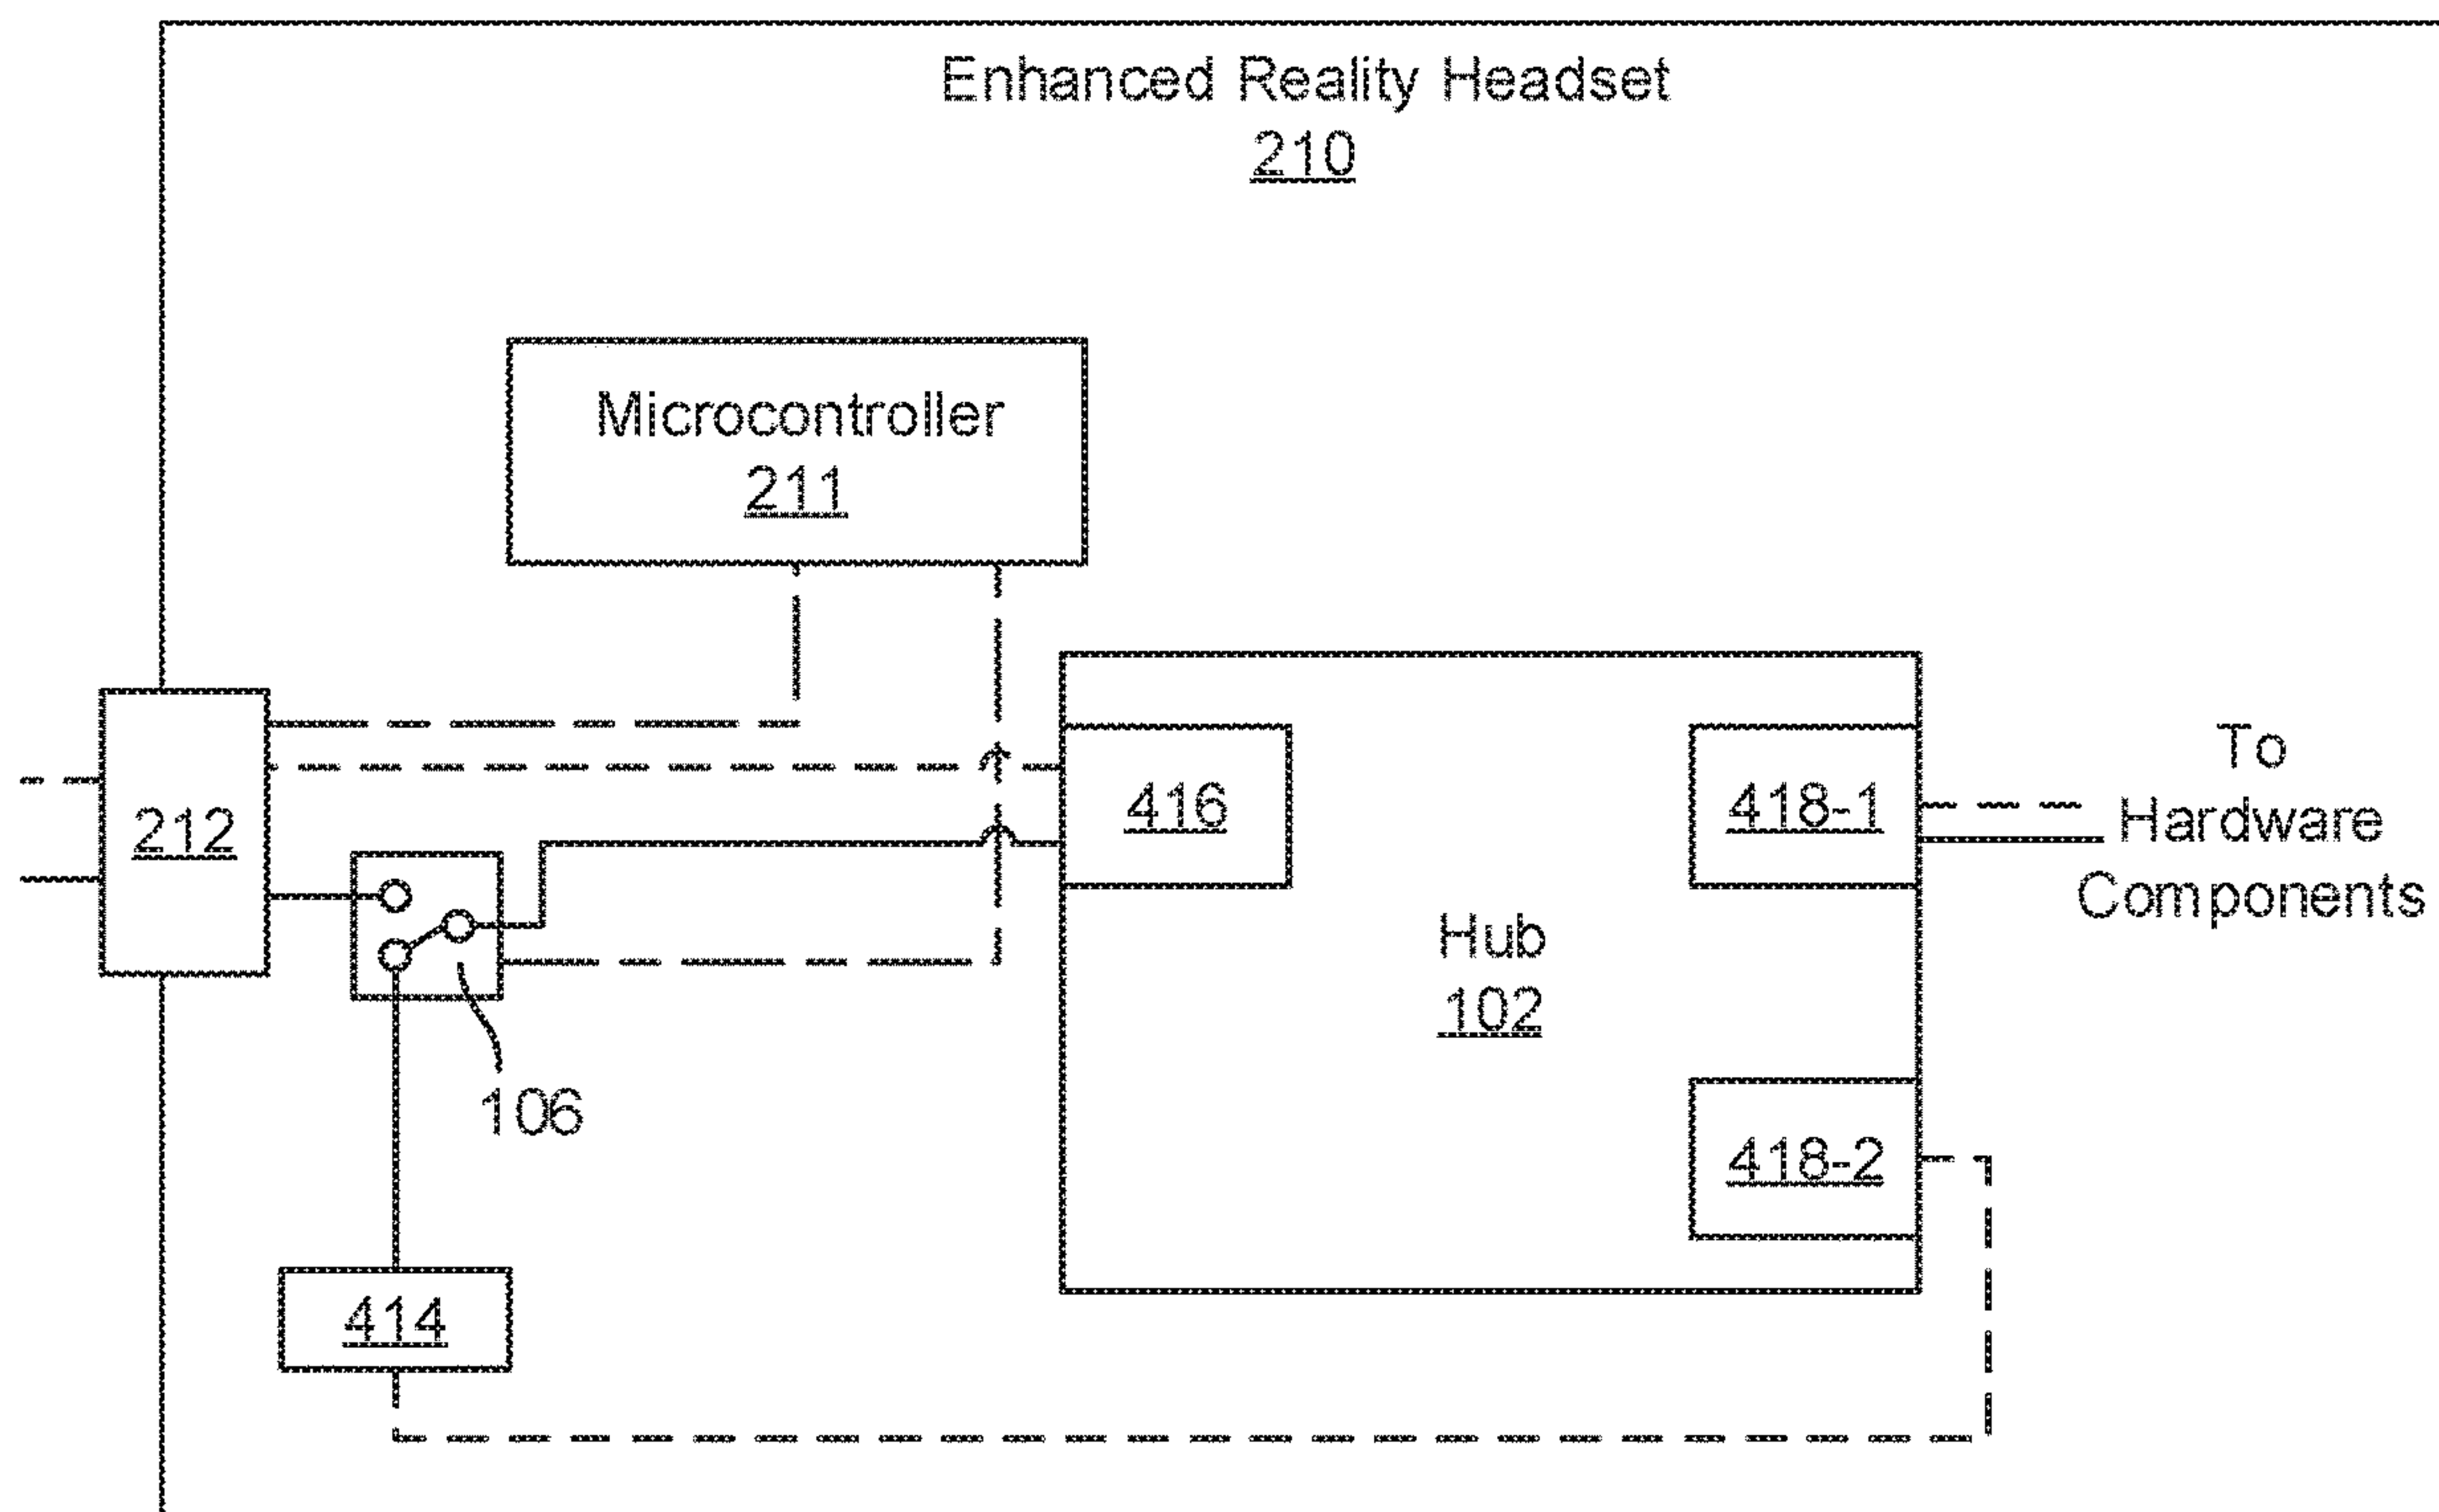 Enhanced Reality Headset
210
Microcontroller
211
212
416
418-1
To
Hardware
Components
Hub
102
106
418-2
414